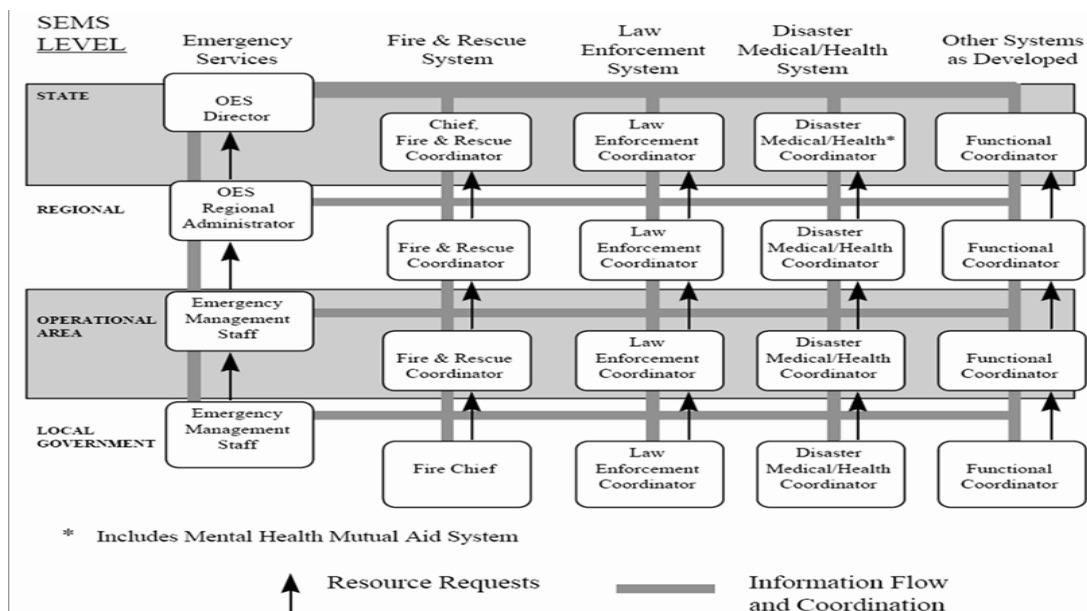 SEMS
LEVEL
Emergency
Services
Fire & Rescue
System
Law
Enforcement
System
Disaster
Medical/Health
System
Other Systems
as Developed
STATE
OES
Director
Chief,
Fire & Rescue
Coordinator
Law
Enforcement
Coordinator
Disaster
Medical/Health*
Coordinator
Functional
Coordinator
REGIONAL
OES
Regional
Administrator
Fire & Rescue
Coordinator
Law
Enforcement
Coordinator
Disaster
Medical/Health
Coordinator
Functional
Coordinator
OPERATIONAL
AREA
Emergency
Management
Staff
Fire & Rescue
Coordinator
Law
Enforcement
Coordinator
Disaster
Medical/Health
Coordinator
Functional
Coordinator
LOCAL
GOVERNMENT
Emergency
Management
Staff
Fire Chief
Law
Enforcement
Coordinator
Disaster
Medical/Health
Coordinator
Functional
Coordinator
* Includes Mental Health Mutual Aid System
Resource Requests
Information Flow
and Coordination